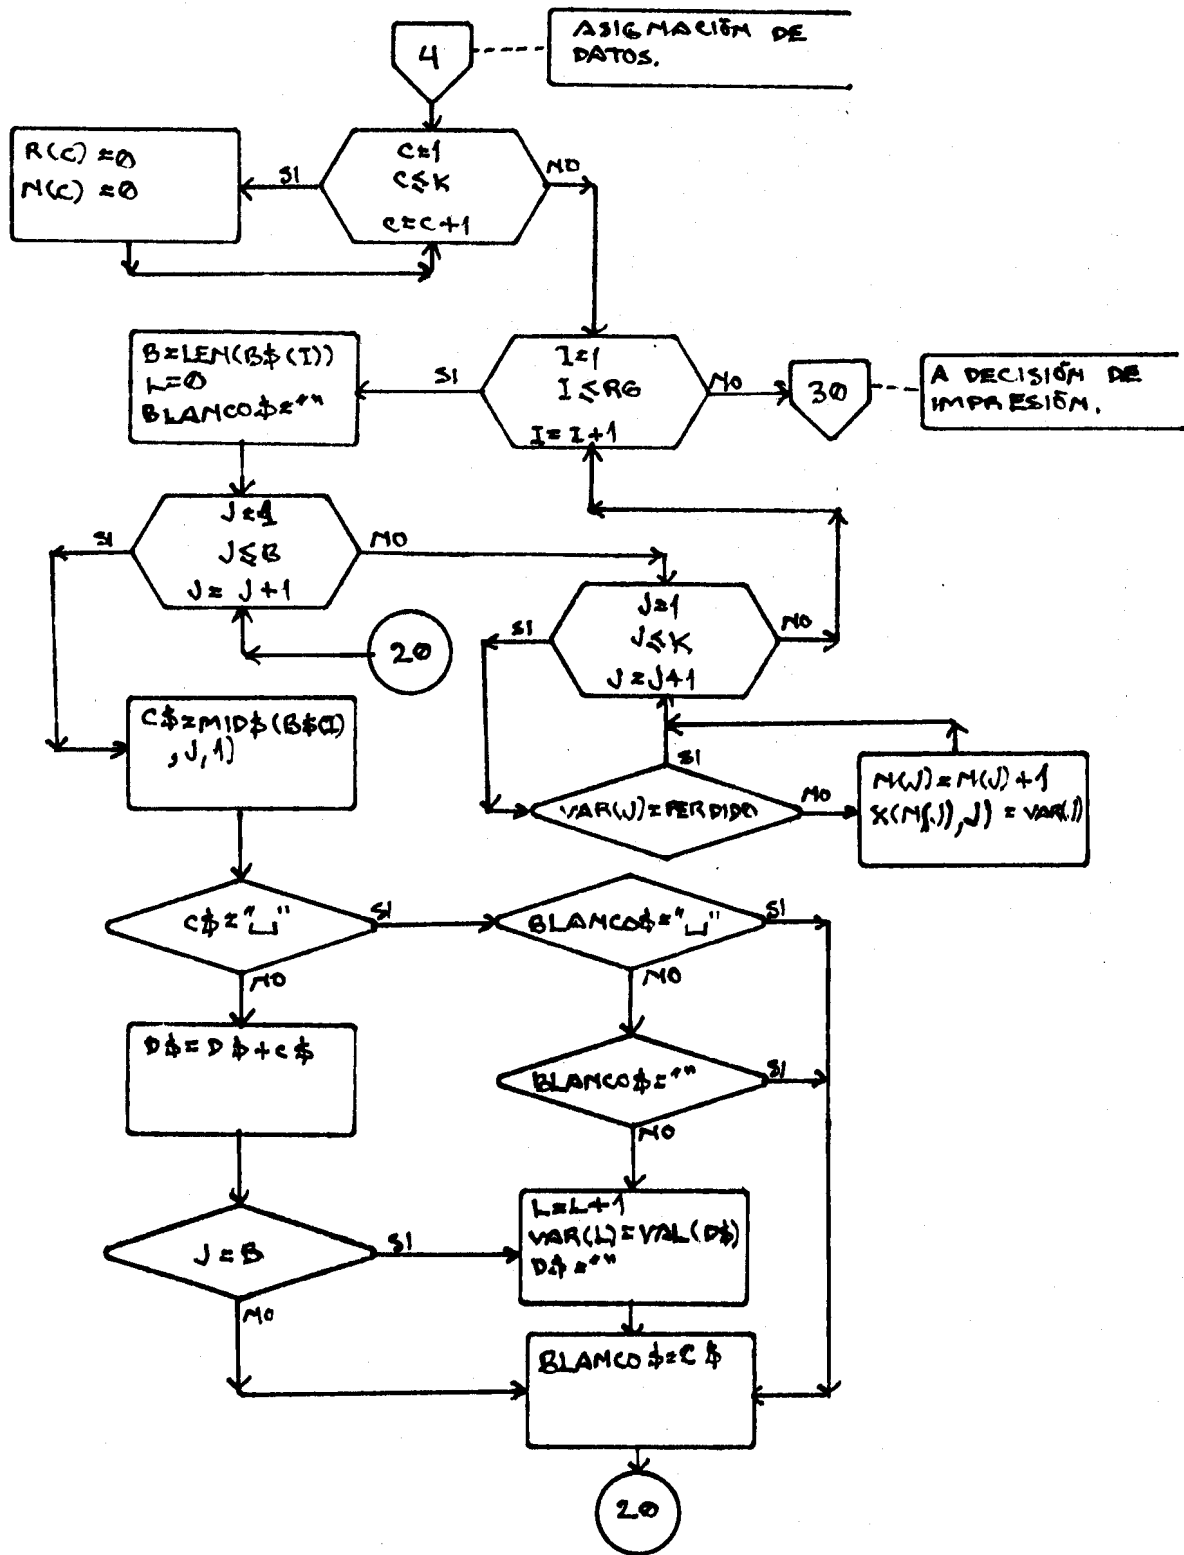 4
ASIGNACIÓN DE
DATOS.
R(C) = 0
N(C) = 0
SI
C=1
C≤K
C=C+1
NO
B=LEN(B$(I))
L=0
BLANCO$=""
SI
I=1
I≤RG
I=I+1
NO
30
A DECISIÓN DE
IMPRESIÓN.
SI
J=1
J≤B
J=J+1
NO
20
SI
J=1
J≤K
J=J+1
NO
C$=MID$(B$(I)
,J,1)
SI
VAR(J)=PERDIDO
NO
N(J)=N(J)+1
X(N(J),J)=VAR(J)
C$="␣"
SI
NO
BLANCO$="␣"
SI
NO
D$=D$+C$
BLANCO$=""
SI
NO
J=B
SI
NO
L=L+1
VAR(L)=VAL(D$)
D$=""
BLANCO$=C$
20